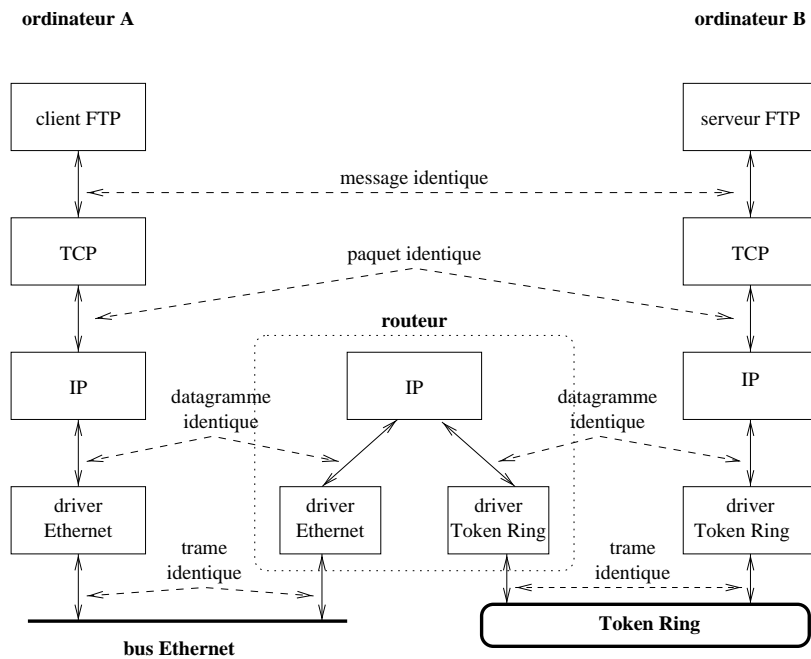 ordinateur A
ordinateur B
client FTP
serveur FTP
message identique
TCP
TCP
paquet identique
routeur
IP
IP
IP
datagramme
identique
datagramme
identique
driver
Ethernet
driver
Ethernet
driver
Token Ring
driver
Token Ring
trame
identique
trame
identique
bus Ethernet
Token Ring